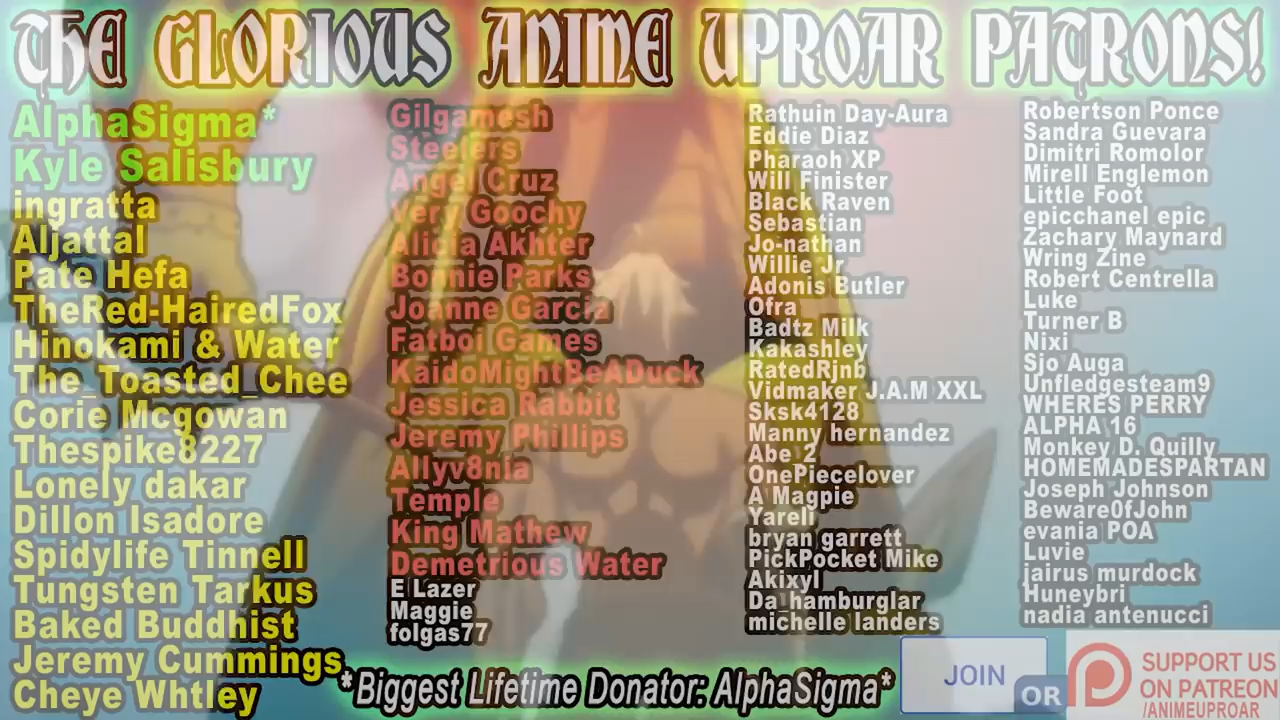 THE GLORIOUS ANIME UPROAR PATRONS!
AlphaSigma*
Kyle Salisbury
ingratta
Aljattal
Pate Hefa
TheRed-HairedFox
Hinokami & Water
The_Toasted_Chee
Corie Mcgowan
Thespike8227
Lonely dakar
Dillon Isadore
Spidylife Tinnell
Tungsten Tarkus
Baked Buddhist
Jeremy Cummings
Cheye Whtley
Gilgamesh
Steelers
Angel Cruz
Very Goochy
Alicia Akhter
Bonnie Parks
Joanne Garcia
Fatboi Games
KaidoMightBeADuck
Jessica Rabbit
Jeremy Phillips
Allyv8nia
Temple
King Mathew
Demetrious Water
E Lazer
Maggie
folgas77
Rathuin Day-Aura
Eddie Diaz
Pharaoh XP
Will Finister
Black Raven
Sebastian
Jo-nathan
Willie Jr
Adonis Butler
Ofra
Badtz Milk
Kakashley
RatedRjnb
Vidmaker J.A.M XXL
Sksk4128
Manny hernandez
Abe 2
OnePiecelover
A Magpie
Yareli
bryan garrett
PickPocket Mike
Akixyl
Da_hamburglar
michelle landers
Robertson Ponce
Sandra Guevara
Dimitri Romolor
Mirell Englemon
Little Foot
epicchanel epic
Zachary Maynard
Wring Zine
Robert Centrella
Luke
Turner B
Nixi
Sjo Auga
Unfledgesteam9
WHERES PERRY
ALPHA 16
Monkey D. Quilly
HOMEMADESPARTAN
Joseph Johnson
Beware0fJohn
evania POA
Luvie
jairus murdock
Huneybri
nadia antenucci
*Biggest Lifetime Donator: AlphaSigma*
JOIN
OR
SUPPORT US
ON PATREON
/ANIMEUPROAR